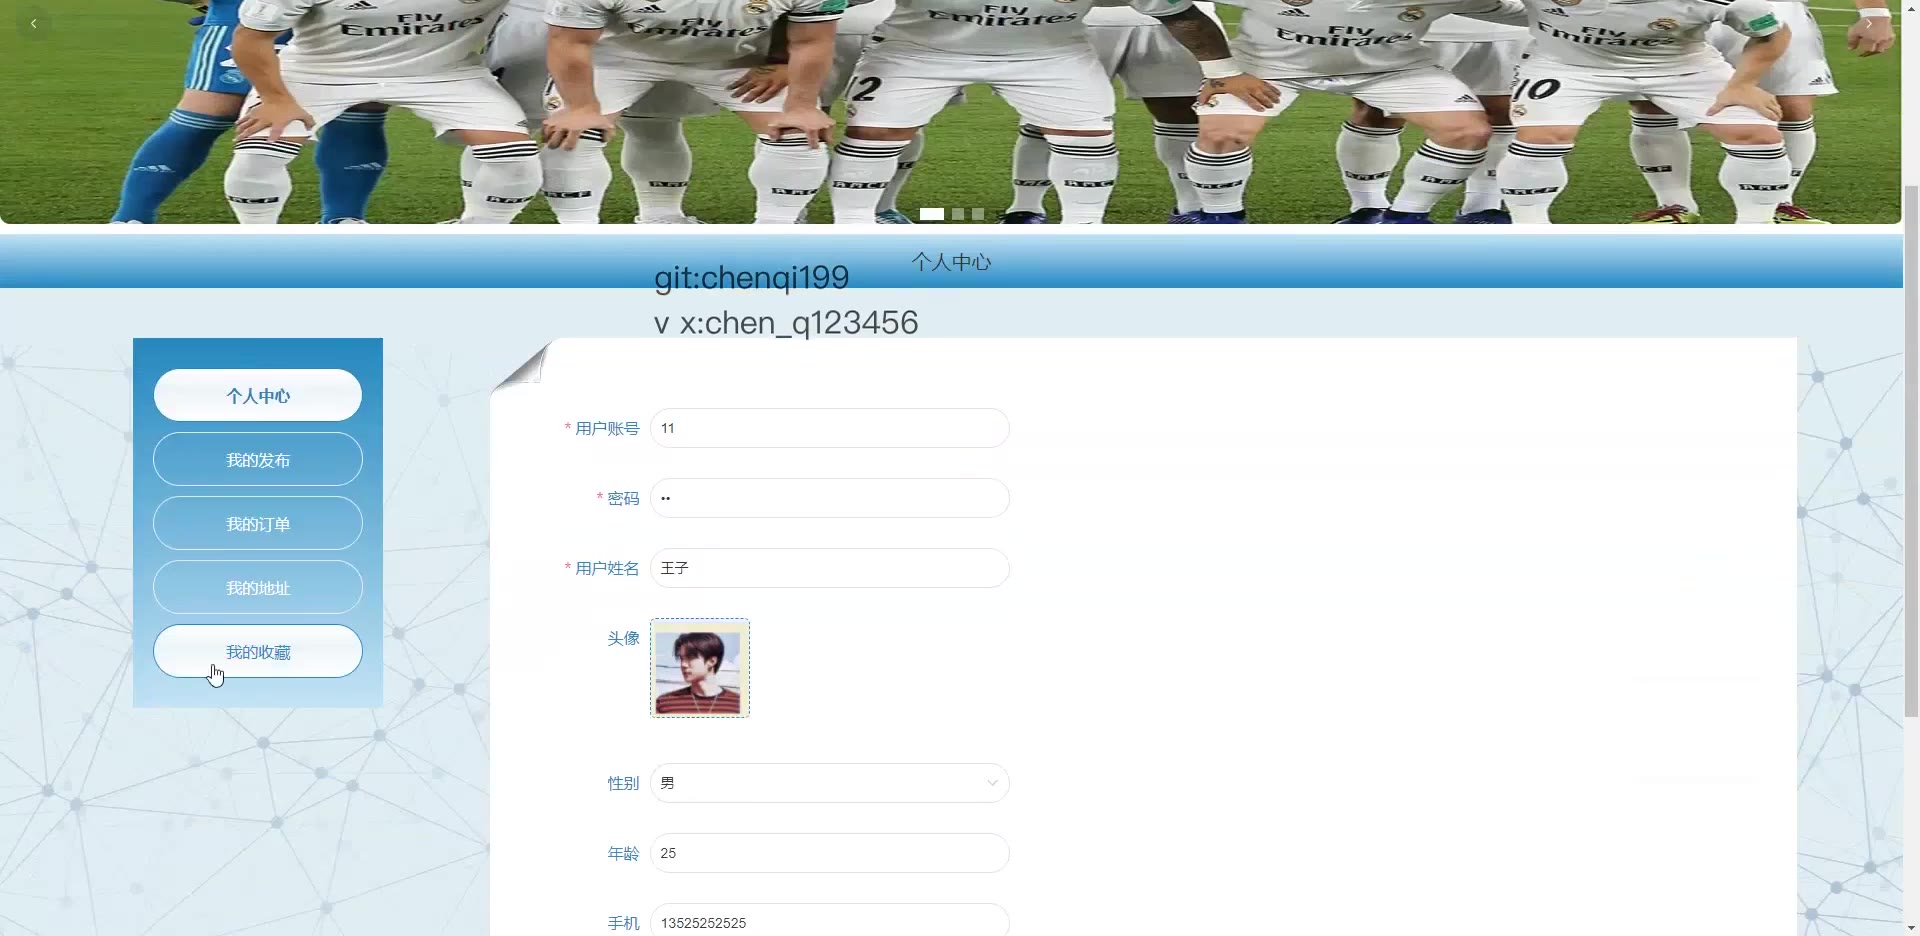 Fly
Emirates
Fly
Emirates
Fly
Emirates
Fly
Emirates
Fly
Emirates
2
10
个人中心
git:chenqi199
v x:chen_q123456
个人中心
我的发布
我的订单
我的地址
我的收藏
* 用户账号 11
* 密码 ••
* 用户姓名 王子
头像
性别 男
年龄 25
手机 13525252525